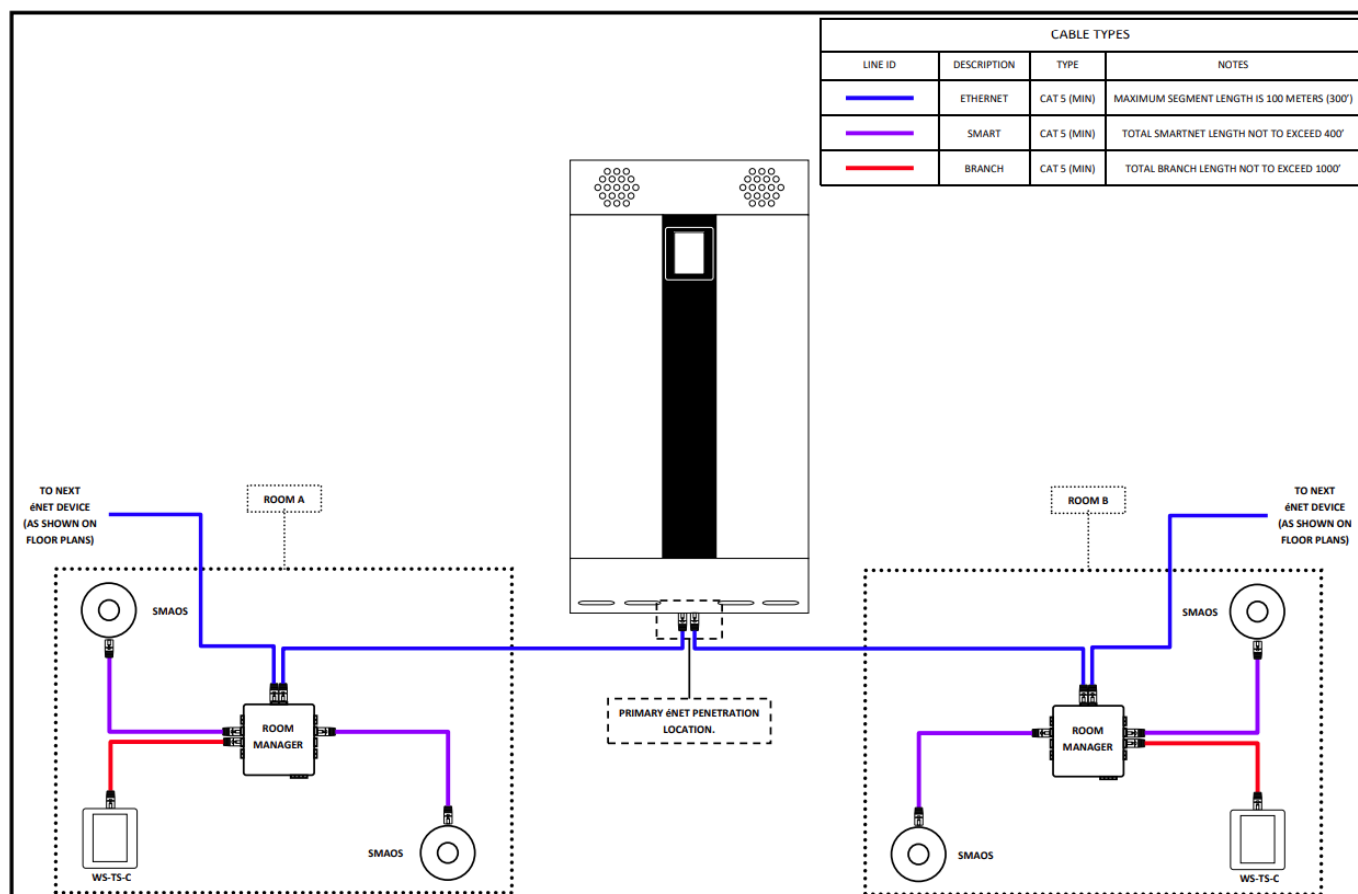 CABLE TYPES
LINE ID DESCRIPTION TYPE NOTES
ETHERNET CAT 5 (MIN) MAXIMUM SEGMENT LENGTH IS 100 METERS (300')
SMART CAT 5 (MIN) TOTAL SMARTNET LENGTH NOT TO EXCEED 400'
BRANCH CAT 5 (MIN) TOTAL BRANCH LENGTH NOT TO EXCEED 1000'
TO NEXT
éNET DEVICE
(AS SHOWN ON
FLOOR PLANS)
ROOM A
ROOM B
TO NEXT
éNET DEVICE
(AS SHOWN ON
FLOOR PLANS)
SMAOS
SMAOS
PRIMARY éNET PENETRATION
LOCATION.
ROOM
MANAGER
ROOM
MANAGER
SMAOS
SMAOS
WS-TS-C
WS-TS-C